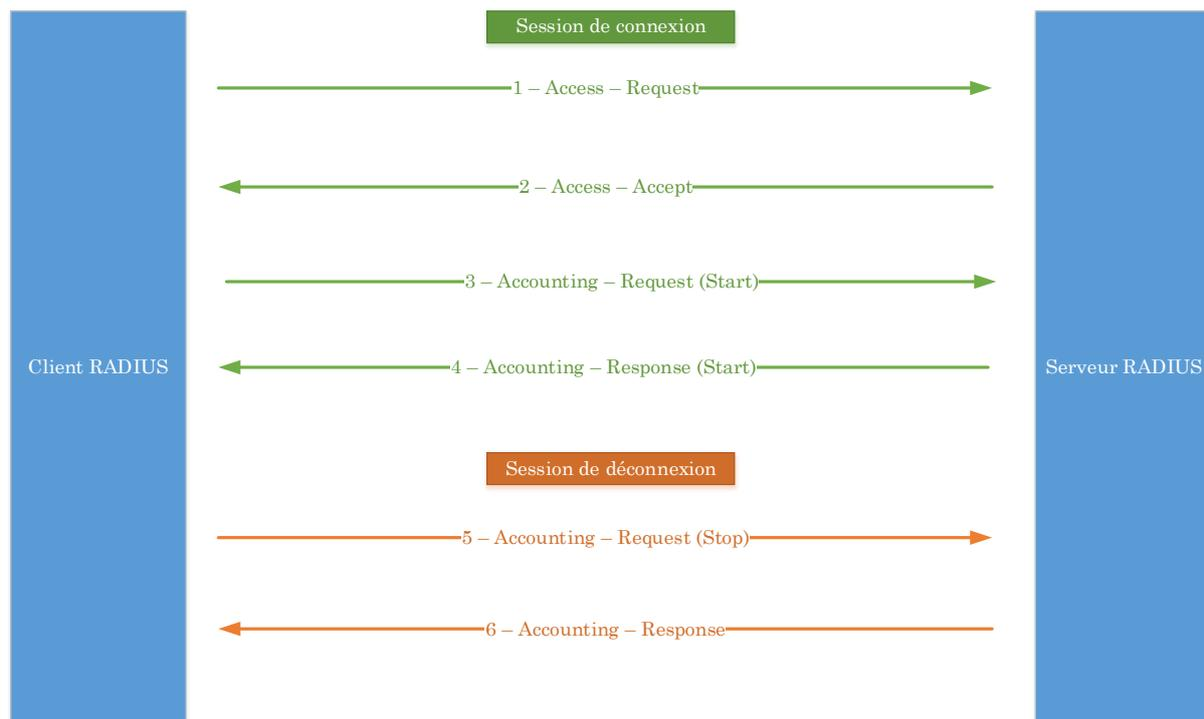 Session de connexion
1 – Access – Request
2 – Access – Accept
3 – Accounting – Request (Start)
Client RADIUS
4 – Accounting – Response (Start)
Serveur RADIUS
Session de déconnexion
5 – Accounting – Request (Stop)
6 – Accounting – Response